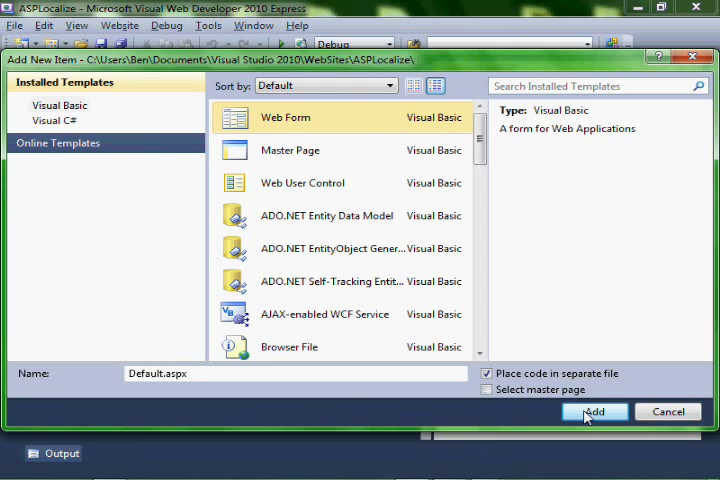 ASPLocalize – Microsoft Visual Web Developer 2010 Express
File Edit View Website Debug Tools Window Help
Debug
Add New Item - C:\Users\Ben\Documents\Visual Studio 2010\WebSites\ASPLocalize\
Installed Templates
Visual Basic
Visual C#
Online Templates
Sort by: Default
Search Installed Templates
Web Form Visual Basic
Master Page Visual Basic
Web User Control Visual Basic
ADO.NET Entity Data Model Visual Basic
ADO.NET EntityObject Gener... Visual Basic
ADO.NET Self-Tracking Entit... Visual Basic
AJAX-enabled WCF Service Visual Basic
Browser File Visual Basic
Type: Visual Basic
A form for Web Applications
Name: Default.aspx
Place code in separate file
Select master page
Add Cancel
Output